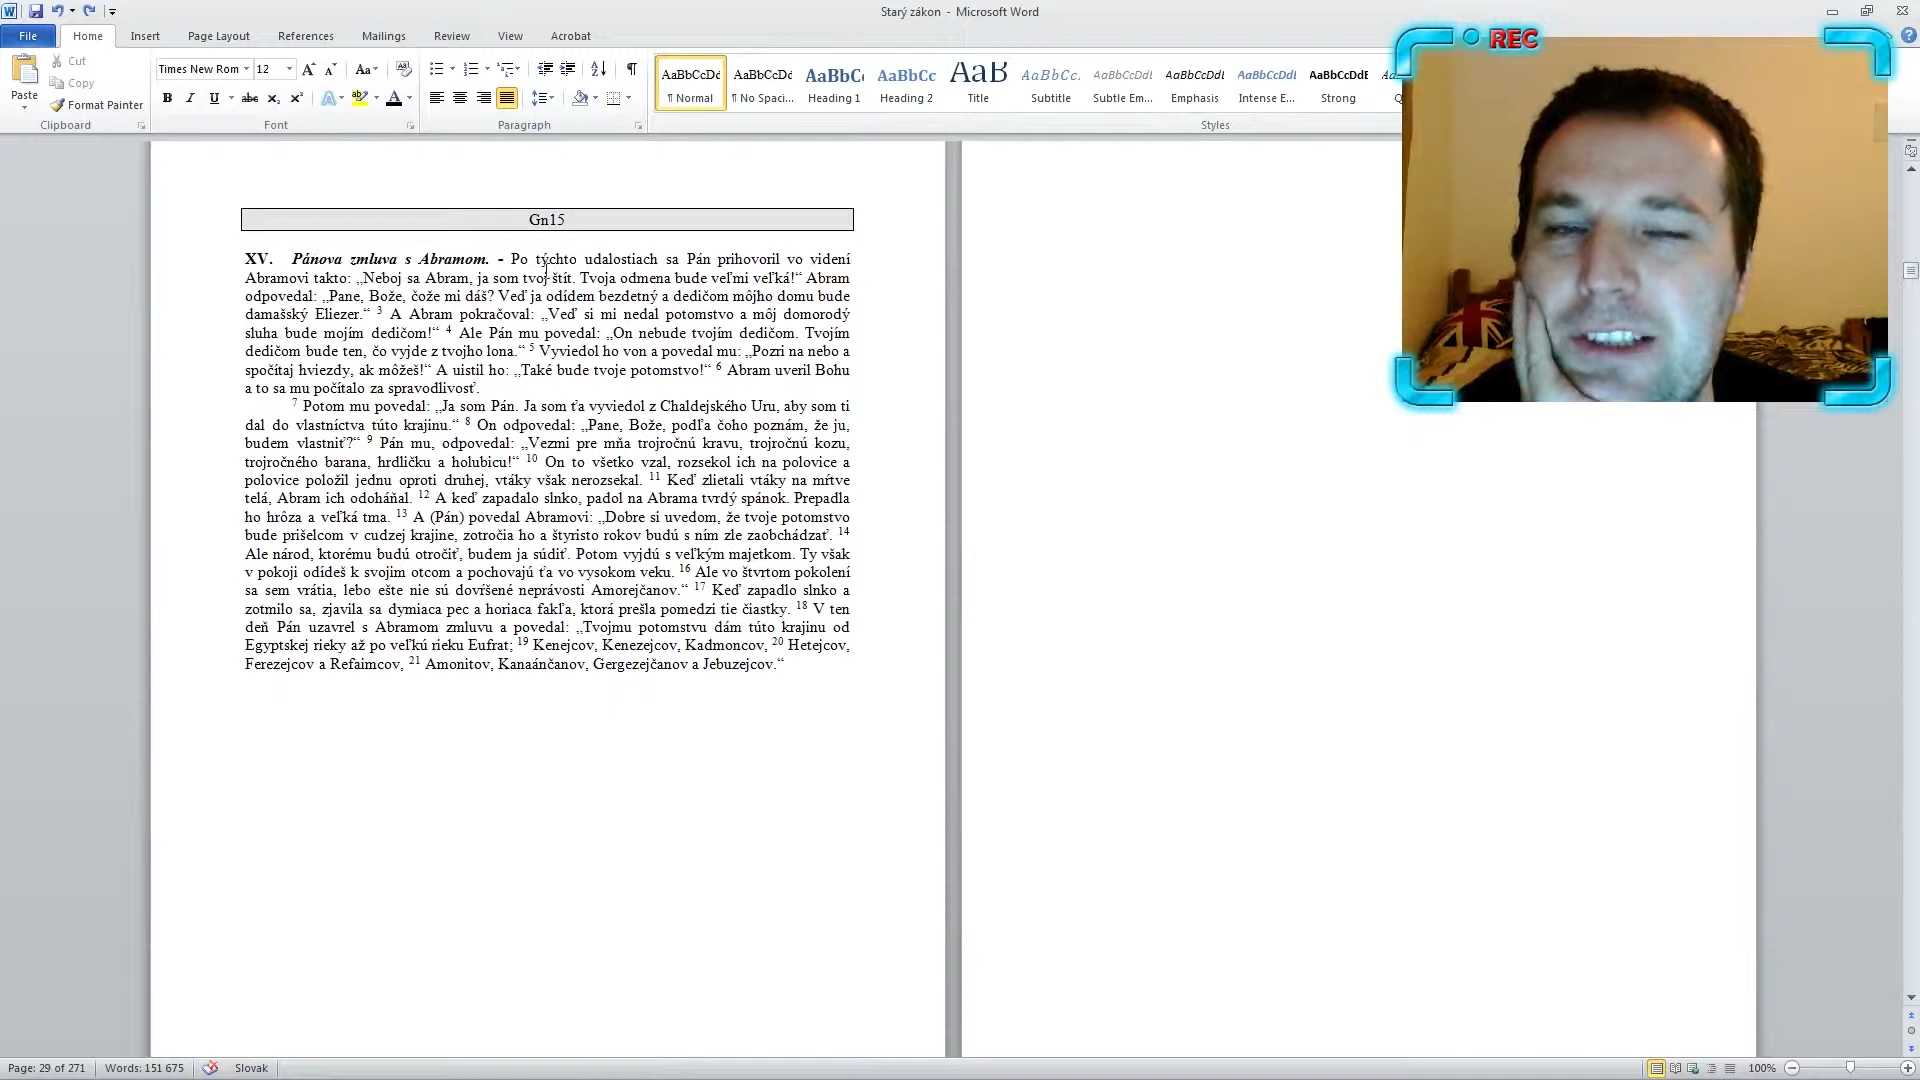 Starý zákon - Microsoft Word
File Home Insert Page Layout References Mailings Review View Acrobat
REC
Paste
Cut
Copy
Format Painter
Times New Rom 12
AaBbCcDc AaBbCcDc AaBbCc AaBbCc AaB AaBbCc. AaBbCcDdl AaBbCcDdl AaBbCcDdl AaBbCcDdE
¶ Normal ¶ No Spaci... Heading 1 Heading 2 Title Subtitle Subtle Em... Emphasis Intense E... Strong
Clipboard Font Paragraph Styles
Gn15
XV. Pánova zmluva s Abramom. - Po týchto udalostiach sa Pán prihovoril vo videní
Abramovi takto: „Neboj sa Abram, ja som tvoj štít. Tvoja odmena bude veľmi veľká!“ Abram
odpovedal: „Pane, Bože, čože mi dáš? Veď ja odídem bezdetný a dedičom môjho domu bude
damašský Eliezer.“ 3 A Abram pokračoval: „Veď si mi nedal potomstvo a môj domorodý
sluha bude mojím dedičom!“ 4 Ale Pán mu povedal: „On nebude tvojím dedičom. Tvojím
dedičom bude ten, čo vyjde z tvojho lona.“ 5 Vyviedol ho von a povedal mu: „Pozri na nebo a
spočítaj hviezdy, ak môžeš!“ A uistil ho: „Také bude tvoje potomstvo!“ 6 Abram uveril Bohu
a to sa mu počítalo za spravodlivosť.
7 Potom mu povedal: „Ja som Pán. Ja som ťa vyviedol z Chaldejského Uru, aby som ti
dal do vlastníctva túto krajinu.“ 8 On odpovedal: „Pane, Bože, podľa čoho poznám, že ju,
budem vlastniť?“ 9 Pán mu, odpovedal: „Vezmi pre mňa trojročnú kravu, trojročnú kozu,
trojročného barana, hrdličku a holubicu!“ 10 On to všetko vzal, rozsekol ich na polovice a
polovice položil jednu oproti druhej, vtáky však nerozsekal. 11 Keď zlietali vtáky na mŕtve
telá, Abram ich odoháňal. 12 A keď zapadalo slnko, padol na Abrama tvrdý spánok. Prepadla
ho hrôza a veľká tma. 13 A (Pán) povedal Abramovi: „Dobre si uvedom, že tvoje potomstvo
bude prišelcom v cudzej krajine, zotročia ho a štyristo rokov budú s ním zle zaobchádzať. 14
Ale národ, ktorému budú otročiť, budem ja súdiť. Potom vyjdú s veľkým majetkom. Ty však
v pokoji odídeš k svojim otcom a pochovajú ťa vo vysokom veku. 16 Ale vo štvrtom pokolení
sa sem vrátia, lebo ešte nie sú dovŕšené neprávosti Amorejčanov.“ 17 Keď zapadlo slnko a
zotmilo sa, zjavila sa dymiaca pec a horiaca fakľa, ktorá prešla pomedzi tie čiastky. 18 V ten
deň Pán uzavrel s Abramom zmluvu a povedal: „Tvojmu potomstvu dám túto krajinu od
Egyptskej rieky až po veľkú rieku Eufrat; 19 Kenejcov, Kenezejcov, Kadmoncov, 20 Hetejcov,
Ferezejcov a Refaimcov, 21 Amonitov, Kanaánčanov, Gergezejčanov a Jebuzejcov.“
Page: 29 of 271 Words: 151 675 Slovak 100%